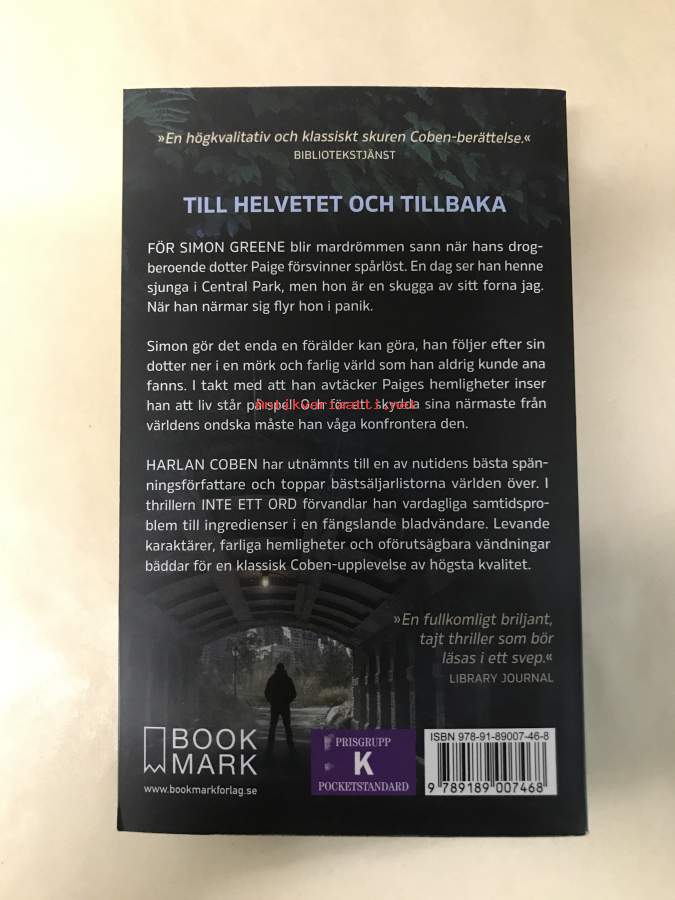 »En högkvalitativ och klassiskt skuren Coben-berättelse.«
BIBLIOTEKSTJÄNST
TILL HELVETET OCH TILLBAKA
FÖR SIMON GREENE blir mardrömmen sann när hans drog-
beroende dotter Paige försvinner spårlöst. En dag ser han henne
sjunga i Central Park, men hon är en skugga av sitt forna jag.
När han närmar sig flyr hon i panik.
Simon gör det enda en förälder kan göra, han följer efter sin
dotter ner i en mörk och farlig värld som han aldrig kunde ana
fanns. I takt med att han avtäcker Paiges hemligheter inser
han att liv står på spel. Och för att skydda sina närmaste från
världens ondska måste han våga konfrontera den.
HARLAN COBEN har utnämnts till en av nutidens bästa spän-
ningsförfattare och toppar bästsäljarlistorna världen över. I
thrillern INTE ETT ORD förvandlar han vardagliga samtidspro-
blem till ingredienser i en fängslande bladvändare. Levande
karaktärer, farliga hemligheter och oförutsägbara vändningar
bäddar för en klassisk Coben-upplevelse av högsta kvalitet.
»En fullkomligt briljant,
tajt thriller som bör
läsas i ett svep.«
LIBRARY JOURNAL
BOOK
MARK
www.bookmarkforlag.se
PRISGRUPP
K
POCKETSTANDARD
ISBN 978-91-89007-46-8
9 789189 007468